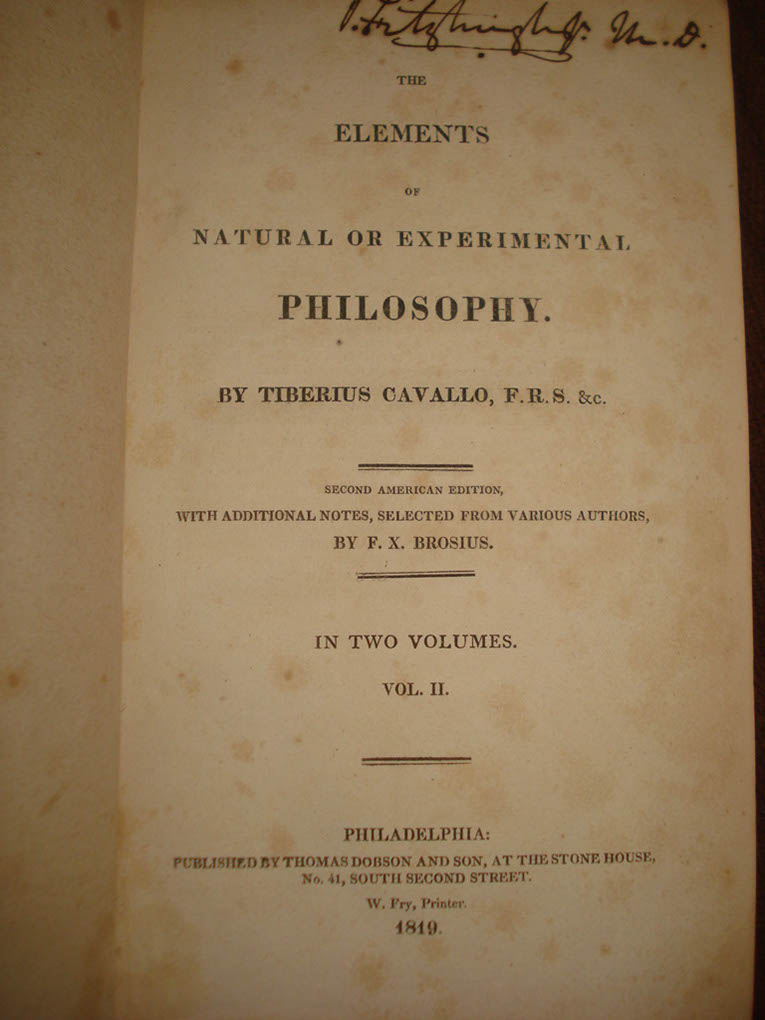 Fitzhugh Jr. M.D.
THE
ELEMENTS
OF
NATURAL OR EXPERIMENTAL
PHILOSOPHY.
BY TIBERIUS CAVALLO, F.R.S. &c.
SECOND AMERICAN EDITION,
WITH ADDITIONAL NOTES, SELECTED FROM VARIOUS AUTHORS,
BY F. X. BROSIUS.
IN TWO VOLUMES.
VOL. II.
PHILADELPHIA:
PUBLISHED BY THOMAS DOBSON AND SON, AT THE STONE HOUSE,
No. 41, SOUTH SECOND STREET.
W. Fry, Printer.
1819.